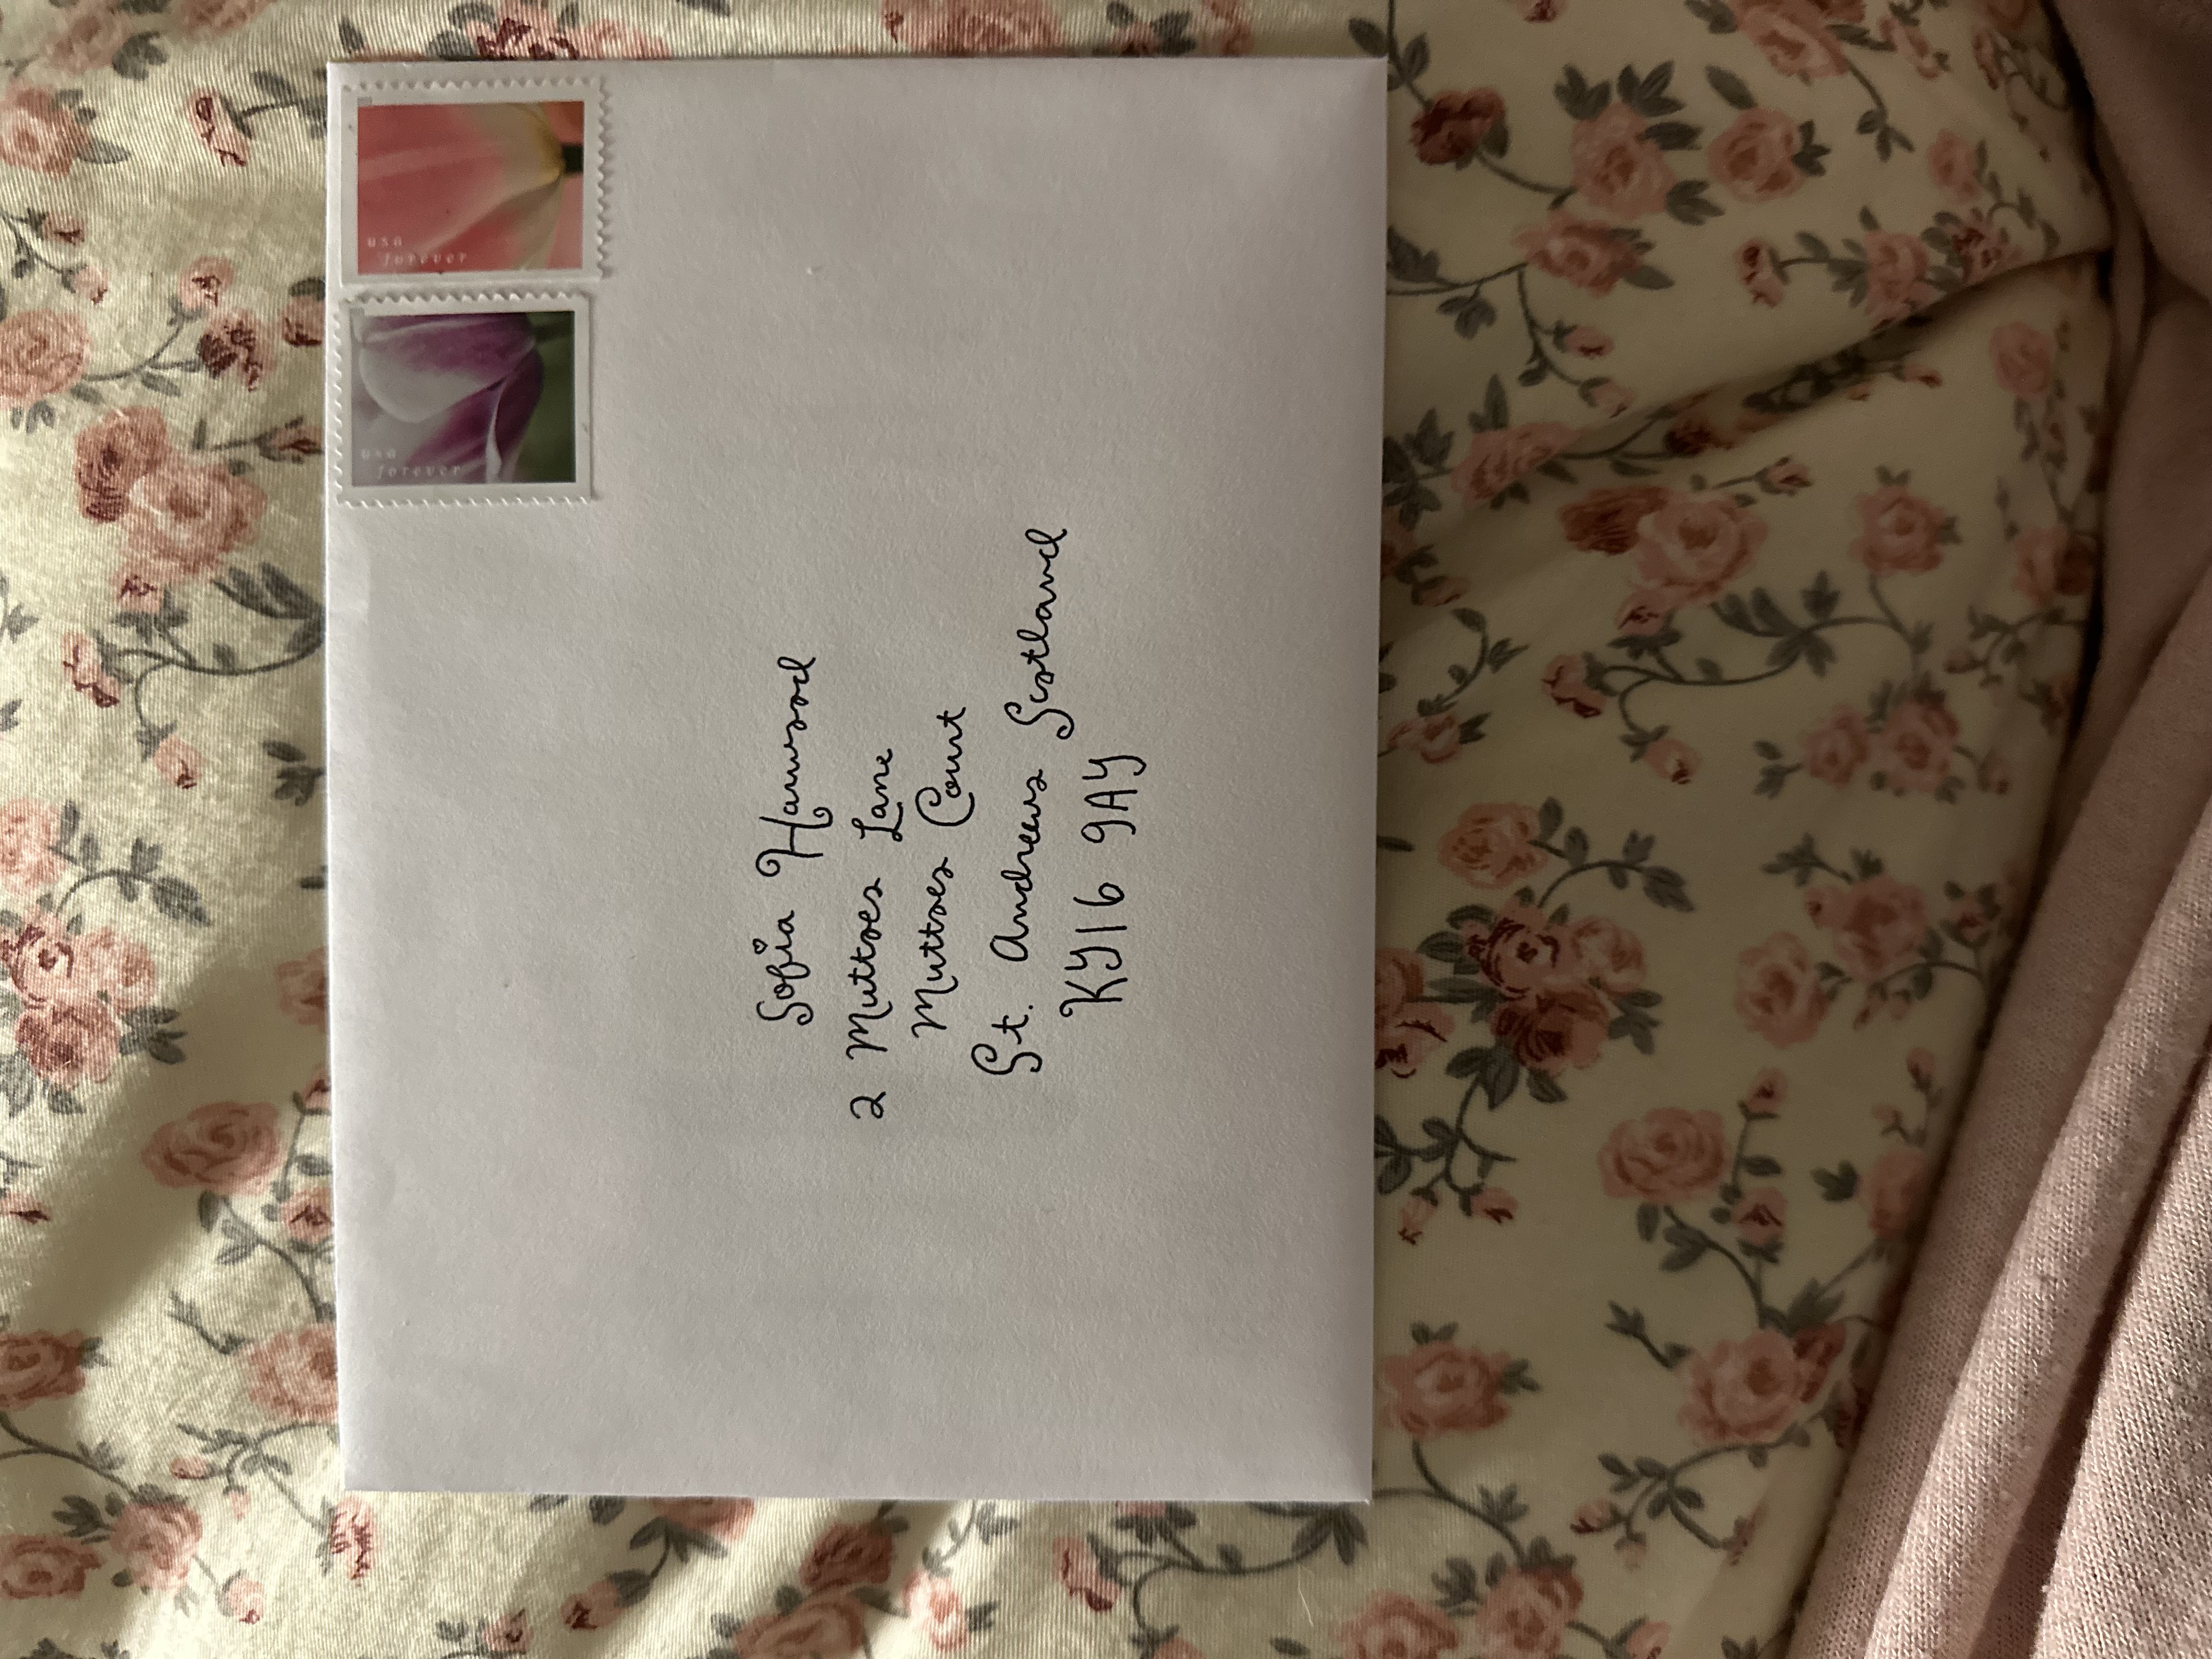 usa forever
usa forever
Sofia Harwood
2 Muttoes Lane
Muttoes Court
St. Andrews Scotland
KY16 9AY